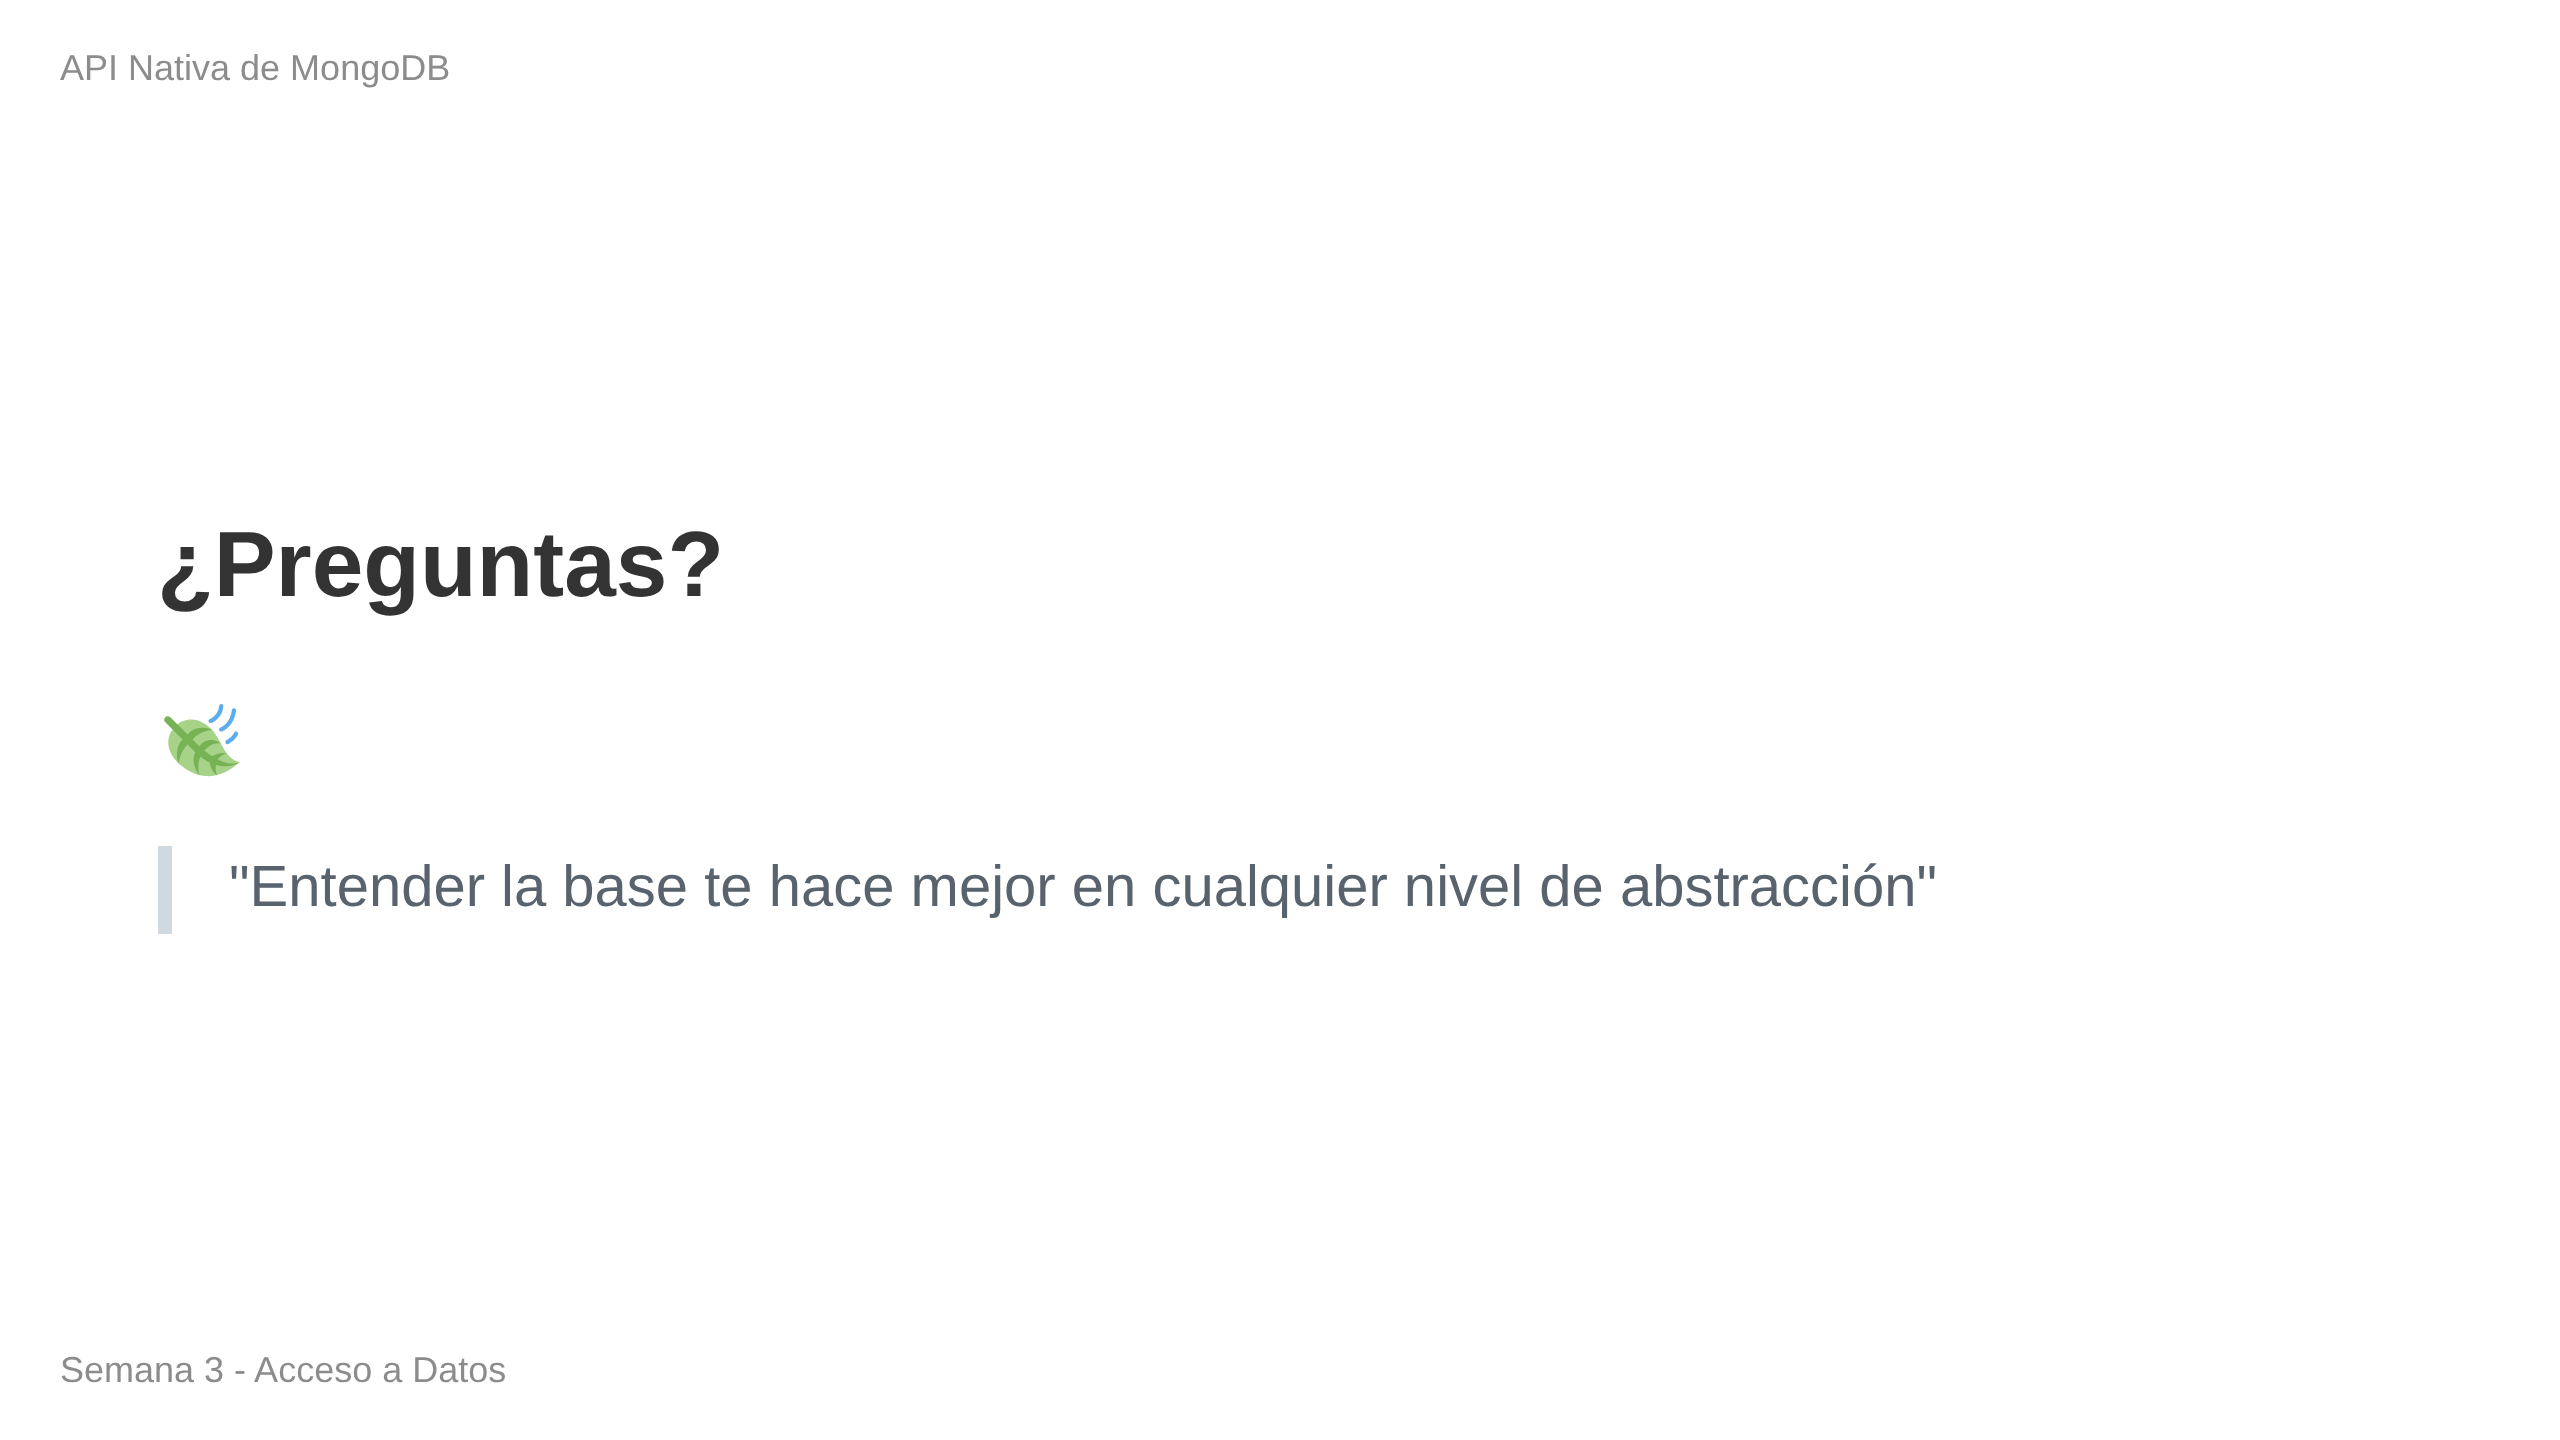 API Nativa de MongoDB
¿Preguntas?
"Entender la base te hace mejor en cualquier nivel de abstracción"
Semana 3 - Acceso a Datos